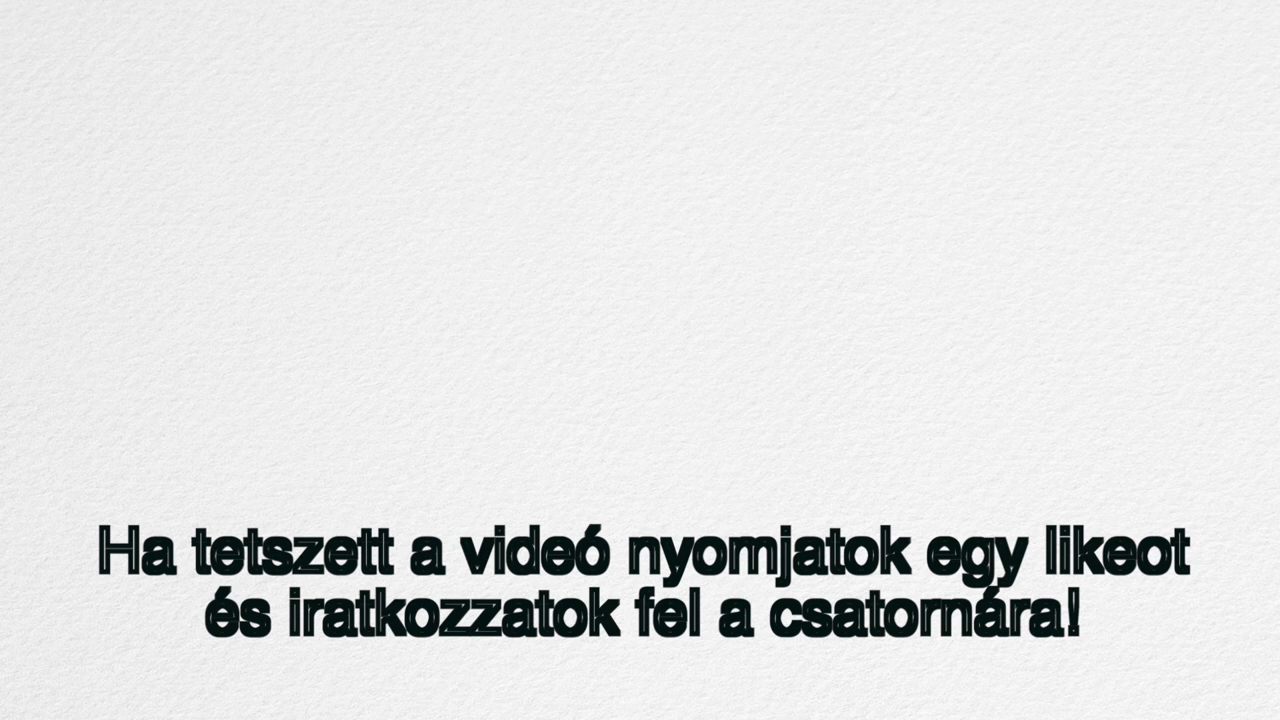 Ha tetszett a videó nyomjatok egy likeot
és iratkozzatok fel a csatornára!